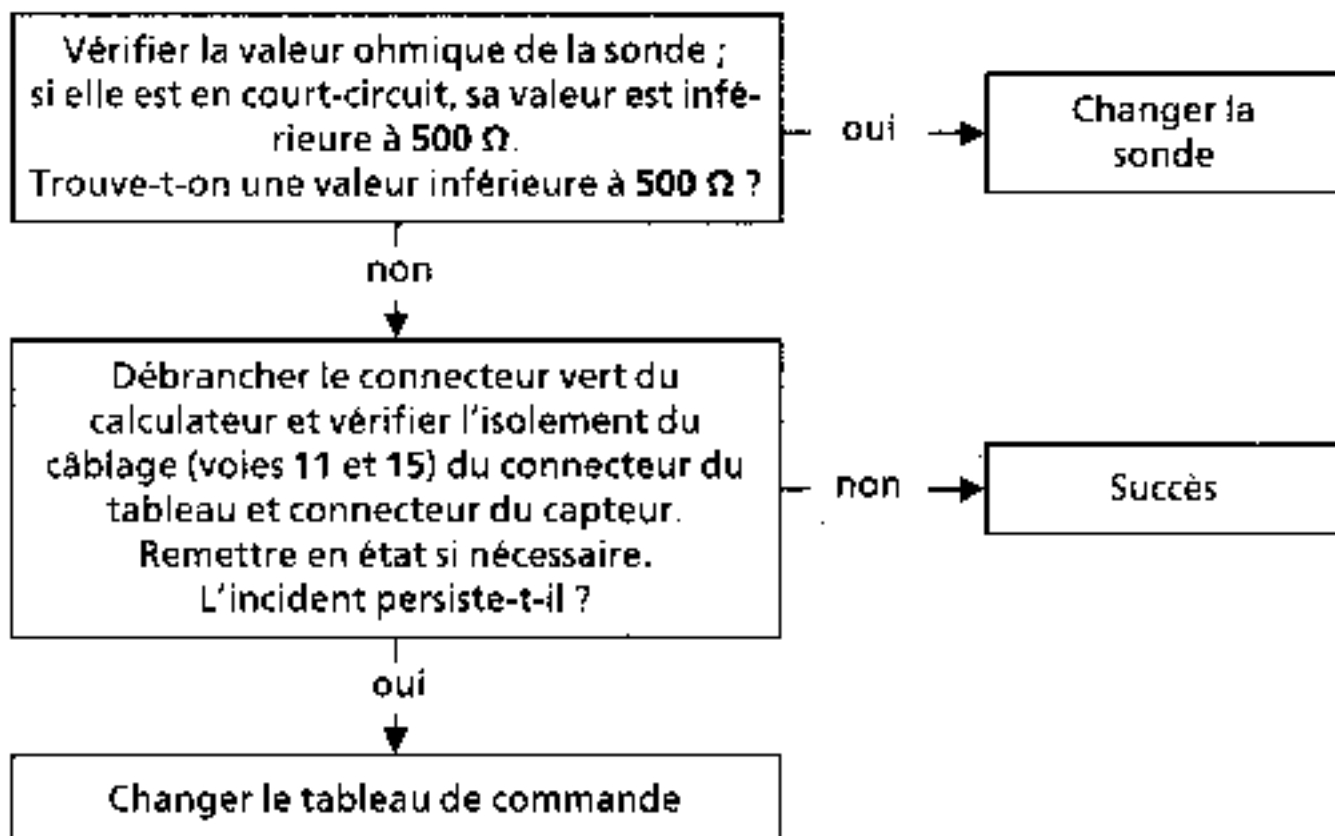 Vérifier la valeur ohmique de la sonde ;
si elle est en court-circuit, sa valeur est infé-
rieure à 500 Ω.
Trouve-t-on une valeur inférieure à 500 Ω ?
oui
Changer la
sonde
non
Débrancher le connecteur vert du
calculateur et vérifier l'isolement du
câblage (voies 11 et 15) du connecteur du
tableau et connecteur du capteur.
Remettre en état si nécessaire.
L'incident persiste-t-il ?
non
Succès
oui
Changer le tableau de commande